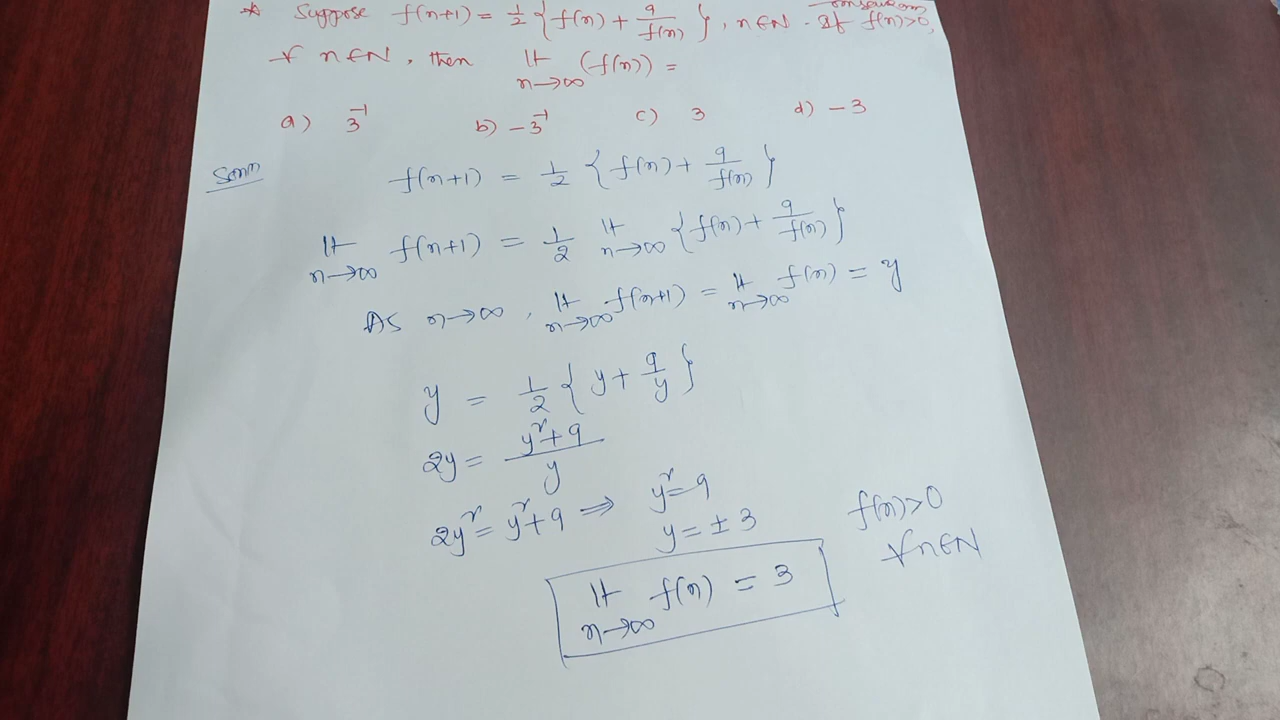 * Suppose f(n+1) = 1/2 { f(n) + 9/f(n) }, n∈N. If f(n)>0,
∀ n∈N, then lt n→∞ (f(n)) =
a) 3⁻¹ b) -3⁻¹ c) 3 d) -3
Soln f(n+1) = 1/2 { f(n) + 9/f(n) }
lt n→∞ f(n+1) = 1/2 lt n→∞ { f(n) + 9/f(n) }
As n→∞, lt n→∞ f(n+1) = lt n→∞ f(n) = y
y = 1/2 { y + 9/y }
2y = (y²+9)/y
2y² = y²+9 ⇒ y²=9
y = ±3
f(n)>0
∀n∈N
lt n→∞ f(n) = 3